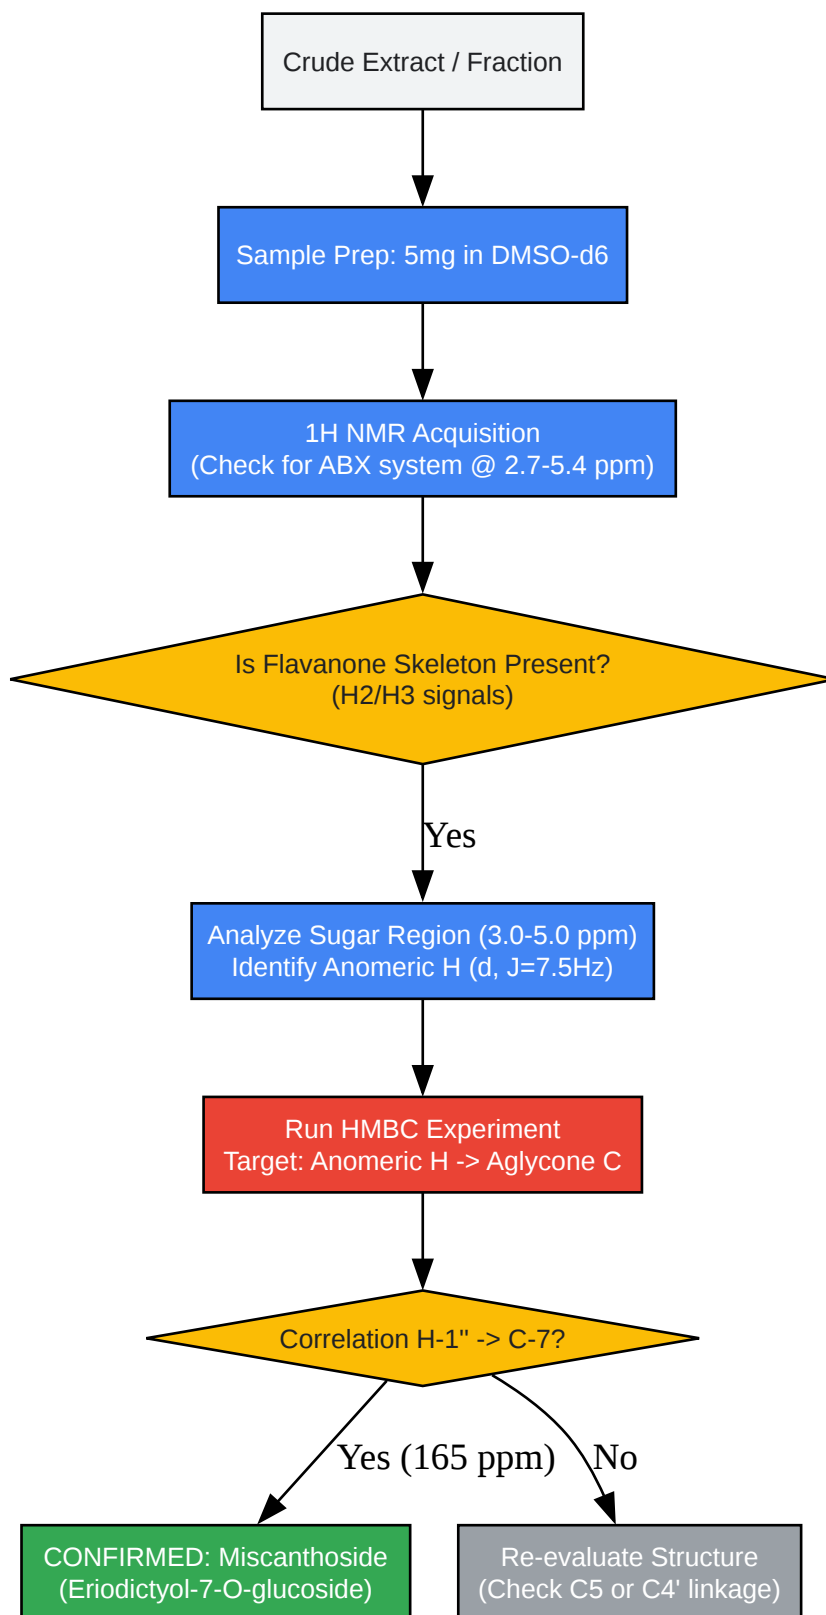 Crude Extract / Fraction
Sample Prep: 5mg in DMSO-d6
1H NMR Acquisition
(Check for ABX system @ 2.7-5.4 ppm)
Is Flavanone Skeleton Present?
(H2/H3 signals)
Yes
Analyze Sugar Region (3.0-5.0 ppm)
Identify Anomeric H (d, J=7.5Hz)
Run HMBC Experiment
Target: Anomeric H -> Aglycone C
Correlation H-1" -> C-7?
Yes (165 ppm)
No
CONFIRMED: Miscanthoside
(Eriodictyol-7-O-glucoside)
Re-evaluate Structure
(Check C5 or C4' linkage)